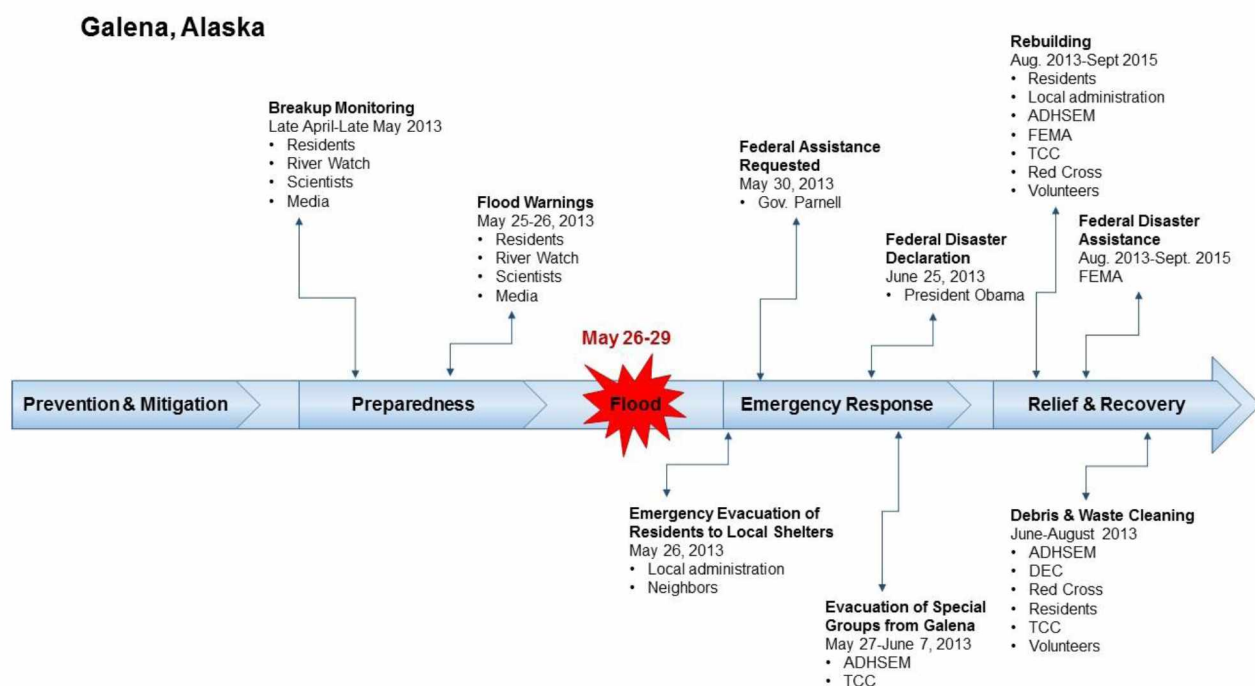 Galena, Alaska
Breakup Monitoring
Late April-Late May 2013
• Residents
• River Watch
• Scientists
• Media
Flood Warnings
May 25-26, 2013
• Residents
• River Watch
• Scientists
• Media
May 26-29
Federal Assistance
Requested
May 30, 2013
• Gov. Parnell
Federal Disaster
Declaration
June 25, 2013
• President Obama
Rebuilding
Aug. 2013-Sept 2015
• Residents
• Local administration
• ADHSEM
• FEMA
• TCC
• Red Cross
• Volunteers
Federal Disaster
Assistance
Aug. 2013-Sept. 2015
FEMA
Prevention & Mitigation
Preparedness
Flood
Emergency Response
Relief & Recovery
Emergency Evacuation of
Residents to Local Shelters
May 26, 2013
• Local administration
• Neighbors
Evacuation of Special
Groups from Galena
May 27-June 7, 2013
• ADHSEM
• TCC
Debris & Waste Cleaning
June-August 2013
• ADHSEM
• DEC
• Red Cross
• Residents
• TCC
• Volunteers